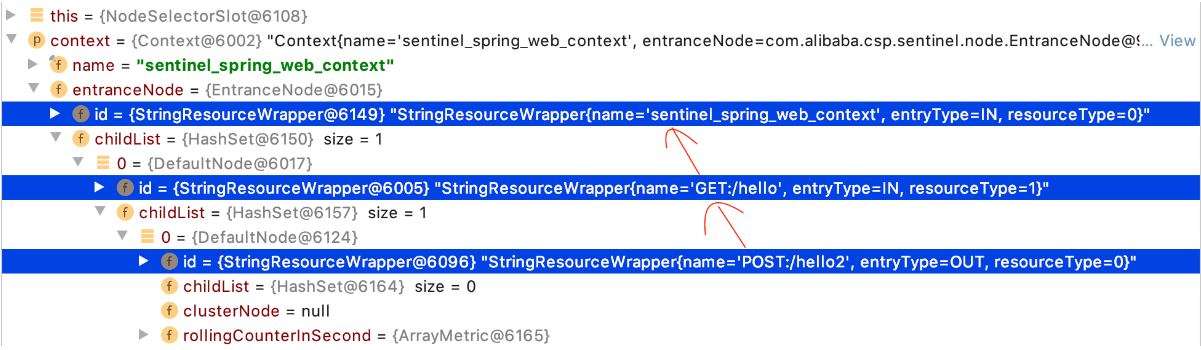 this = {NodeSelectorSlot@6108}
p context = {Context@6002} "Context{name='sentinel_spring_web_context', entranceNode=com.alibaba.csp.sentinel.node.EntranceNode@... View
f name = "sentinel_spring_web_context"
f entranceNode = {EntranceNode@6015}
f id = {StringResourceWrapper@6149} "StringResourceWrapper{name='sentinel_spring_web_context', entryType=IN, resourceType=0}"
f childList = {HashSet@6150} size = 1
0 = {DefaultNode@6017}
f id = {StringResourceWrapper@6005} "StringResourceWrapper{name='GET:/hello', entryType=IN, resourceType=1}"
f childList = {HashSet@6157} size = 1
0 = {DefaultNode@6124}
f id = {StringResourceWrapper@6096} "StringResourceWrapper{name='POST:/hello2', entryType=OUT, resourceType=0}"
f childList = {HashSet@6164} size = 0
f clusterNode = null
f rollingCounterInSecond = {ArrayMetric@6165}